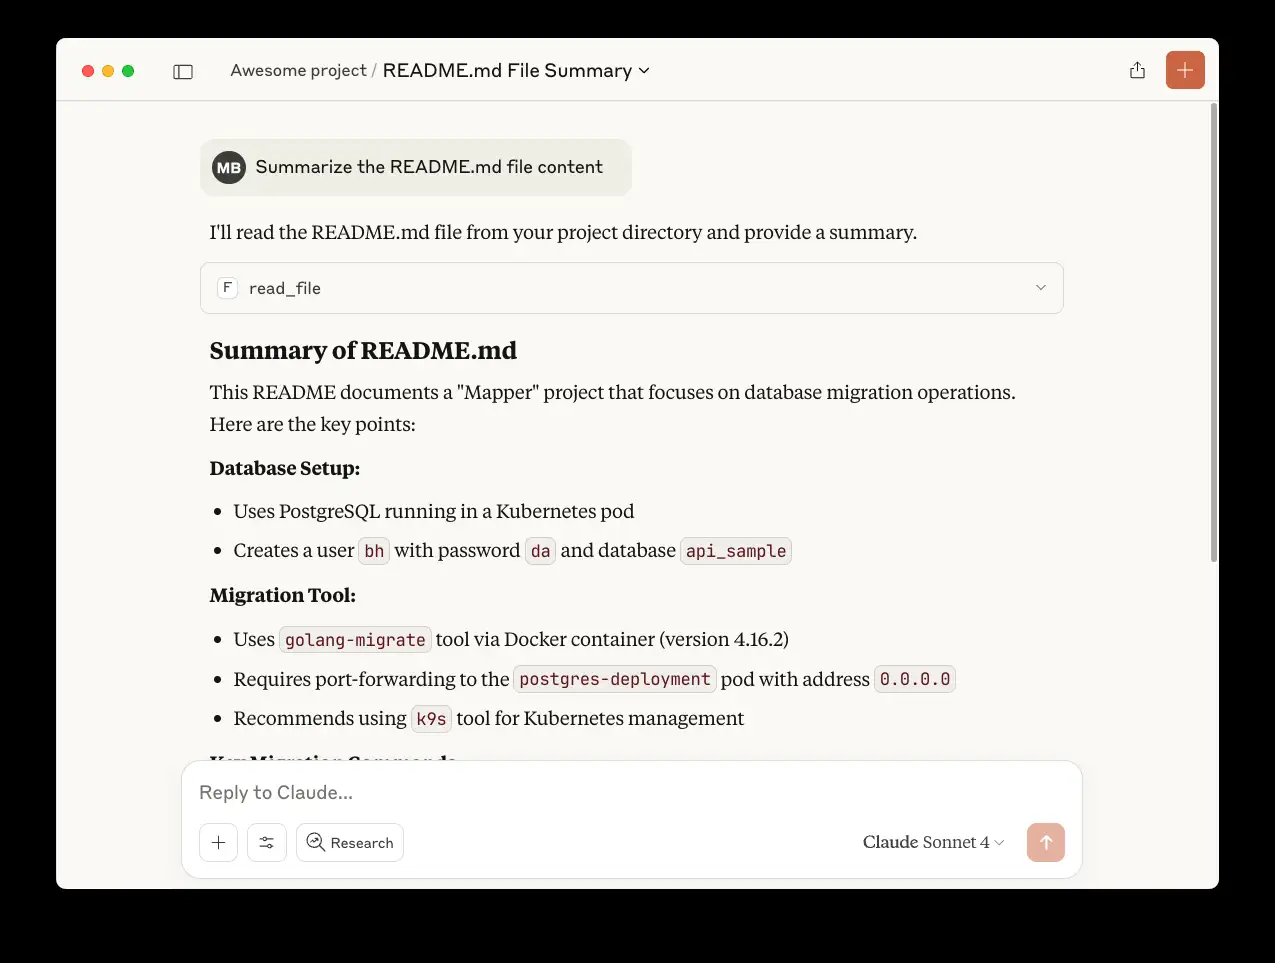 Awesome project / README.md File Summary
MB Summarize the README.md file content
I'll read the README.md file from your project directory and provide a summary.
F read_file
Summary of README.md
This README documents a "Mapper" project that focuses on database migration operations.
Here are the key points:
Database Setup:
• Uses PostgreSQL running in a Kubernetes pod
• Creates a user bh with password da and database api_sample
Migration Tool:
• Uses golang-migrate tool via Docker container (version 4.16.2)
• Requires port-forwarding to the postgres-deployment pod with address 0.0.0.0
• Recommends using k9s tool for Kubernetes management
Key Migration Commands
Reply to Claude...
Research
Claude Sonnet 4